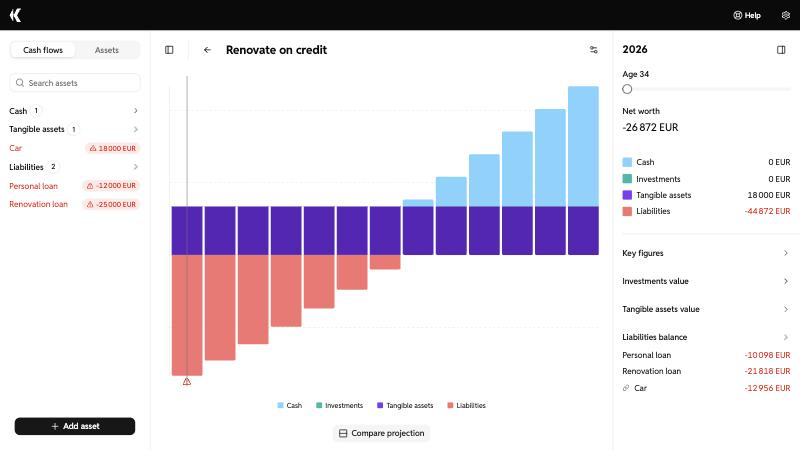 Help
Cash flows
Assets
Search assets
Cash 1
Tangible assets 1
Car 18 000 EUR
Liabilities 2
Personal loan -12 000 EUR
Renovation loan -25 000 EUR
Add asset
Renovate on credit
Cash
Investments
Tangible assets
Liabilities
Compare projection
2026
Age 34
Net worth
-26 872 EUR
Cash 0 EUR
Investments 0 EUR
Tangible assets 18 000 EUR
Liabilities -44 872 EUR
Key figures
Investments value
Tangible assets value
Liabilities balance
Personal loan -10 098 EUR
Renovation loan -21 818 EUR
Car -12 956 EUR